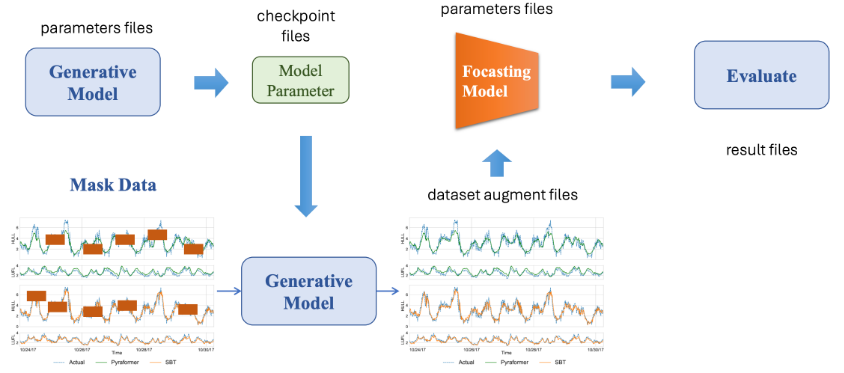 parameters files
checkpoint
files
parameters files
Generative
Model
Model
Parameter
Focasting
Model
Evaluate
result files
Mask Data
dataset augment files
HULL
LUFL
HULL
LUFL
10/24/17
10/26/17
10/28/17
10/30/17
Time
Actual
Pyraformer
SBT
Generative
Model
HULL
LUFL
HULL
LUFL
10/24/17
10/26/17
10/28/17
10/30/17
Time
Actual
Pyraformer
SBT